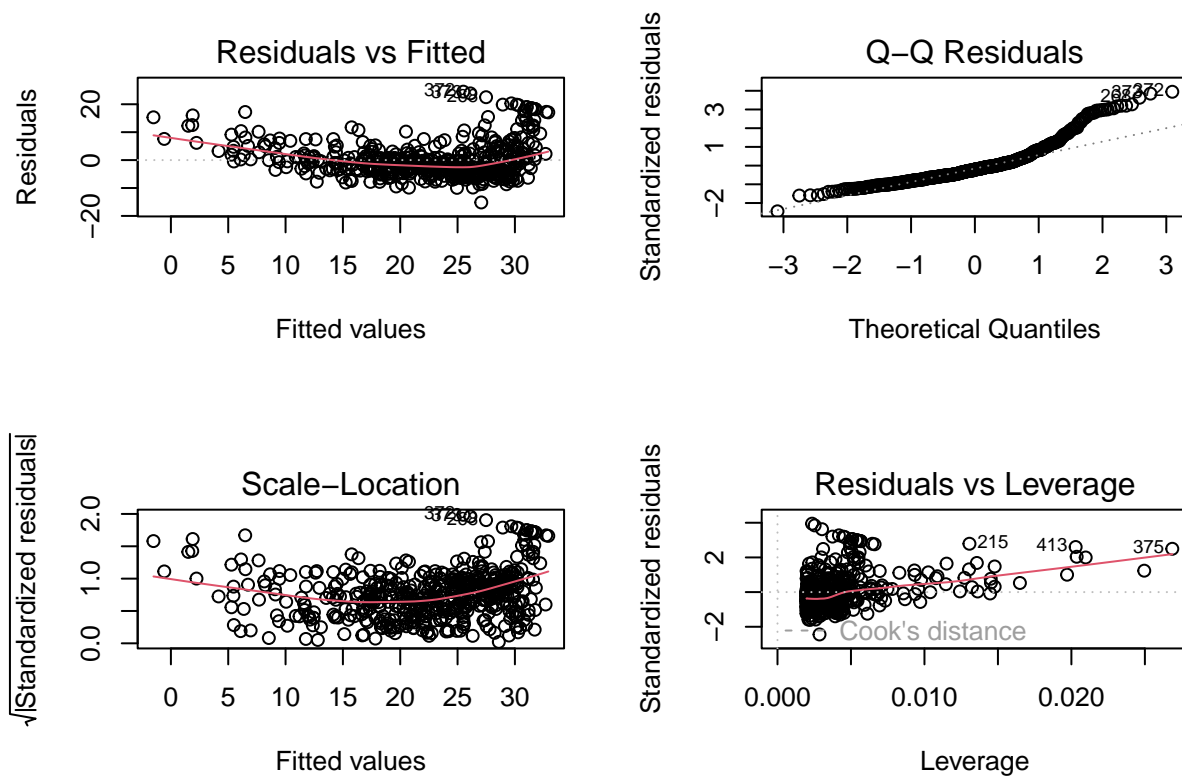 Residuals vs Fitted
Residuals
20
0
−20
0 5 10 15 20 25 30
Fitted values
Q−Q Residuals
Standardized residuals
3
1
−2
372
−3 −2 −1 0 1 2 3
Theoretical Quantiles
Scale−Location
√|Standardized residuals|
2.0
1.0
0.0
0 5 10 15 20 25 30
Fitted values
Residuals vs Leverage
Standardized residuals
2
−2
215
413
375
Cook's distance
0.000 0.010 0.020
Leverage